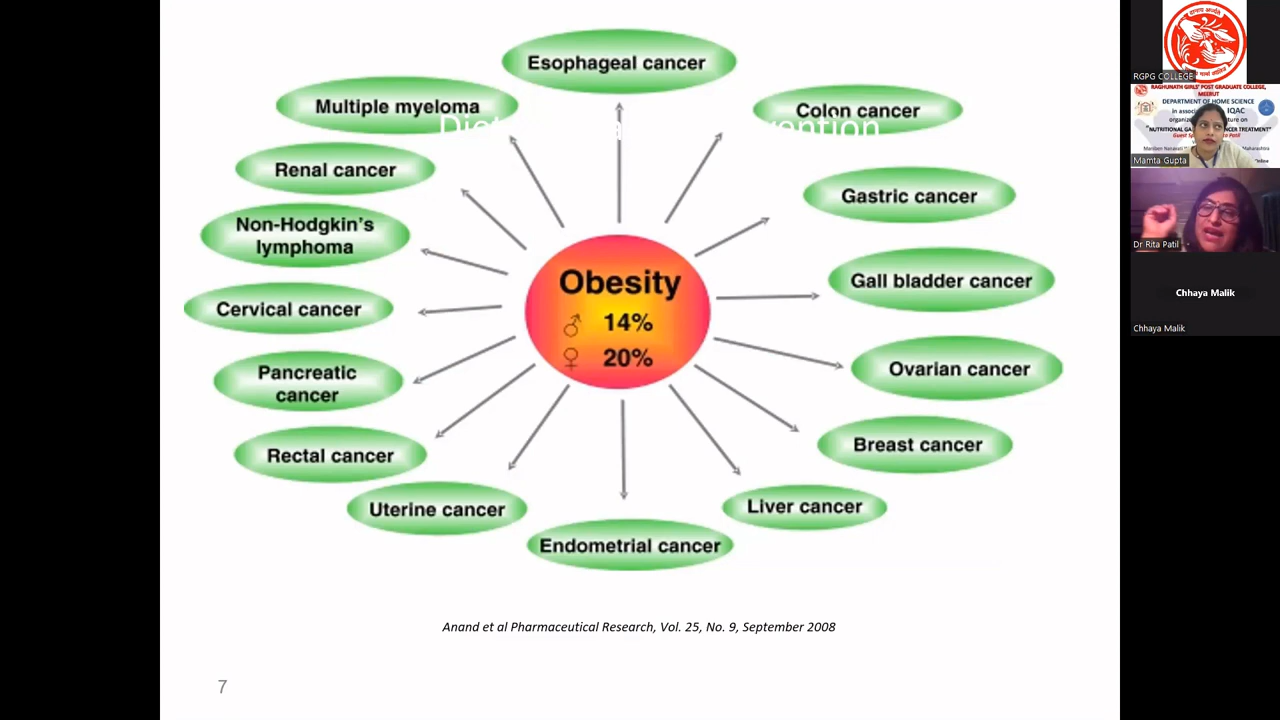 Esophageal cancer
Multiple myeloma
Colon cancer
Renal cancer
Gastric cancer
Non-Hodgkin's
lymphoma
Obesity
♂ 14%
♀ 20%
Gall bladder cancer
Cervical cancer
Ovarian cancer
Pancreatic
cancer
Breast cancer
Rectal cancer
Liver cancer
Uterine cancer
Endometrial cancer
Anand et al Pharmaceutical Research, Vol. 25, No. 9, September 2008
7
RGPG COLLEGE
RAGHUNATH GIRLS' POST GRADUATE COLLEGE,
MEERUT
DEPARTMENT OF HOME SCIENCE
IQAC
Mamta Gupta
Dr Rita Patil
Chhaya Malik
Chhaya Malik